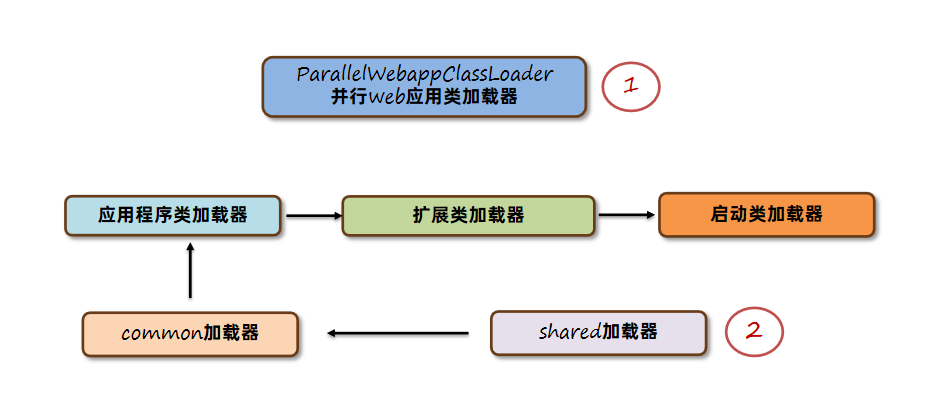 ParallelWebappClassLoader
并行Web应用类加载器
1
应用程序类加载器
扩展类加载器
启动类加载器
common加载器
shared加载器
2